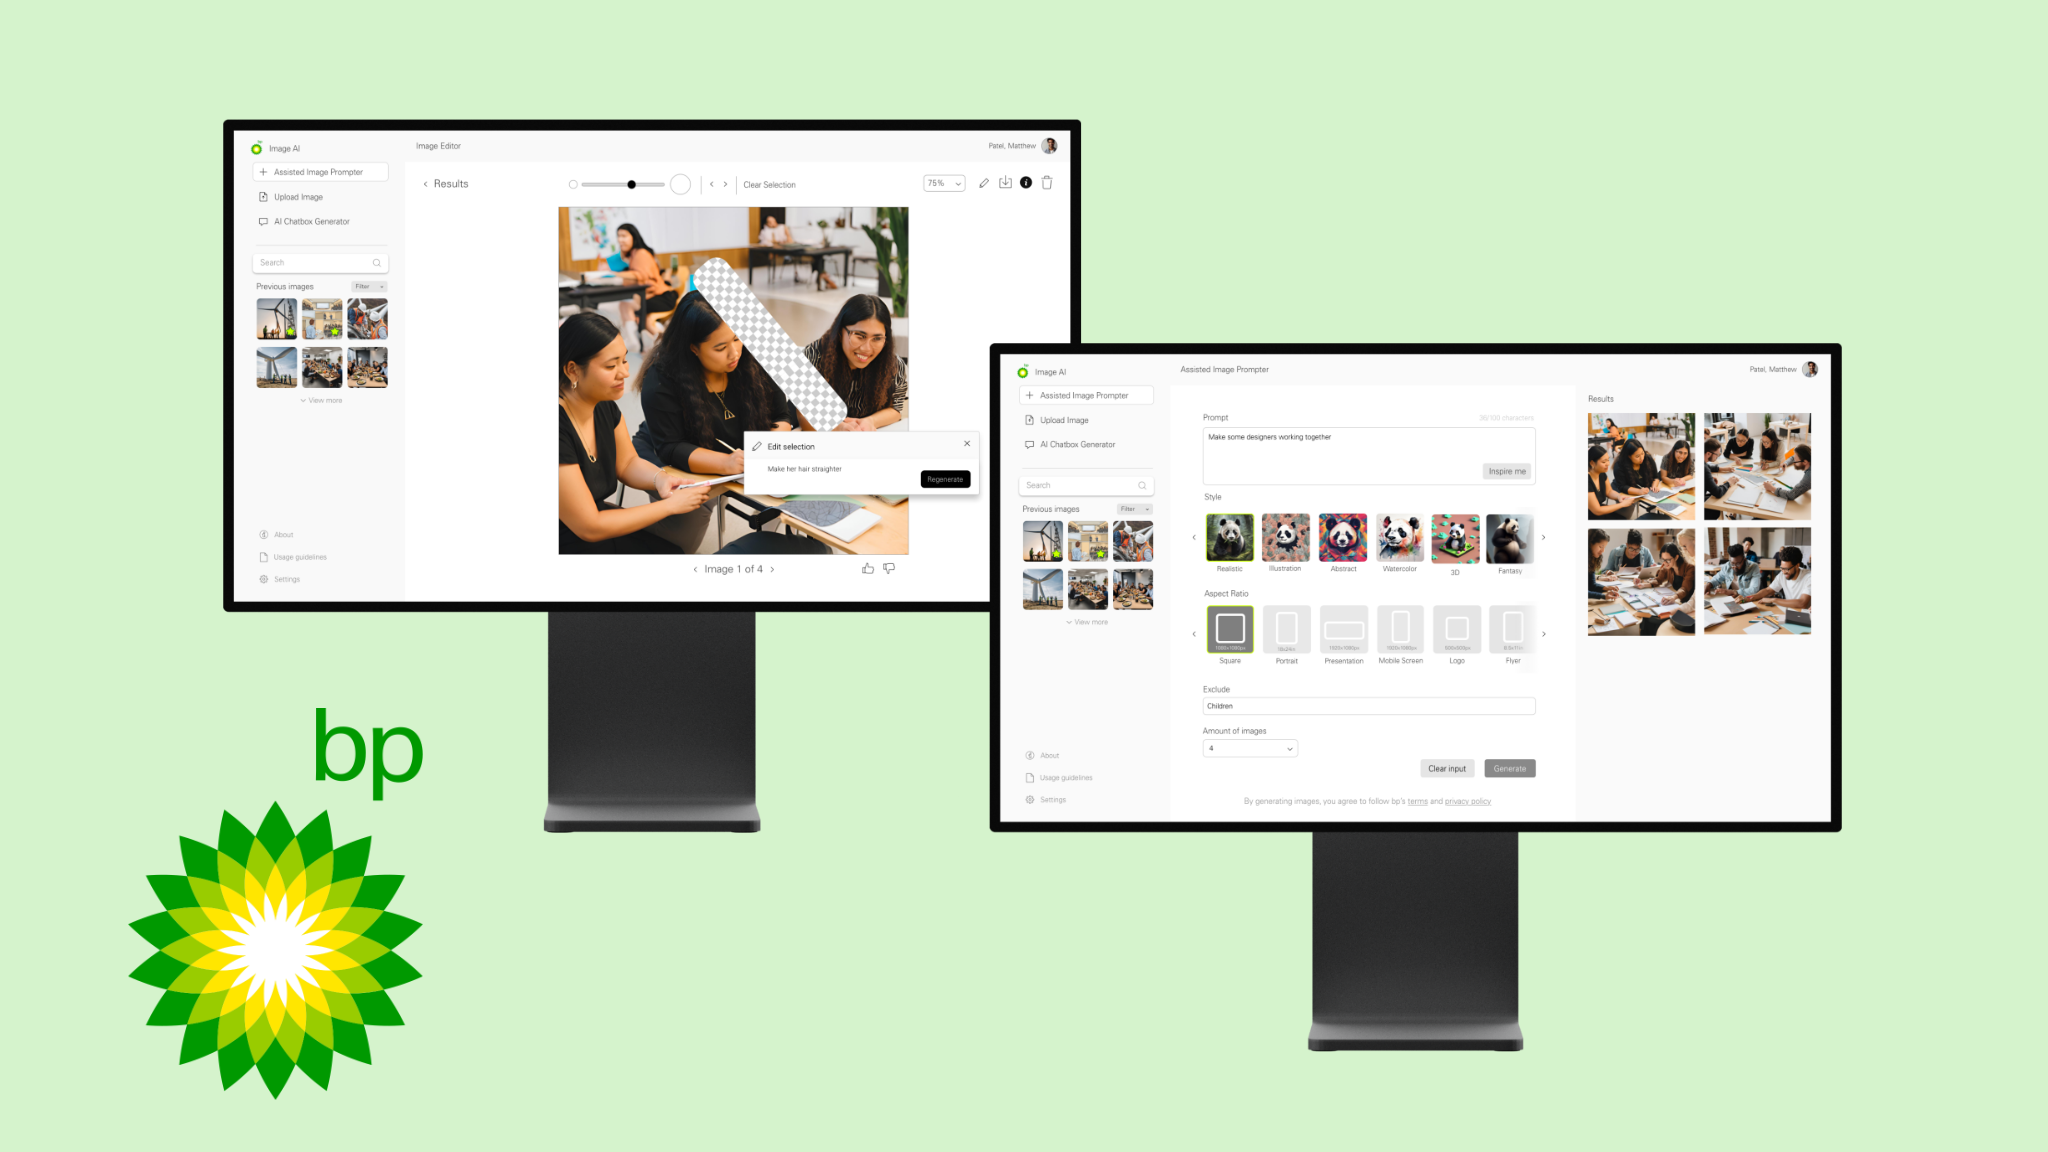 Image AI
Image Editor
Patel, Matthew
Assisted Image Prompter
Upload Image
AI Chatbox Generator
Search
Previous images
Filter
View more
About
Usage guidelines
Settings
Results
Clear Selection
75%
Edit selection
Make her hair straighter
Regenerate
Image 1 of 4
Image AI
Assisted Image Prompter
Patel, Matthew
Assisted Image Prompter
Upload Image
AI Chatbox Generator
Search
Previous images
Filter
View more
About
Usage guidelines
Settings
Prompt
characters
Make some designers working together
Inspire me
Style
Realistic
Illustration
Abstract
Watercolor
3D
Fantasy
Aspect Ratio
Square
Portrait
Presentation
Mobile Screen
Logo
Flyer
Exclude
Children
Amount of images
4
Clear input
Generate
By generating images, you agree to follow bp's terms and privacy policy
Results
bp